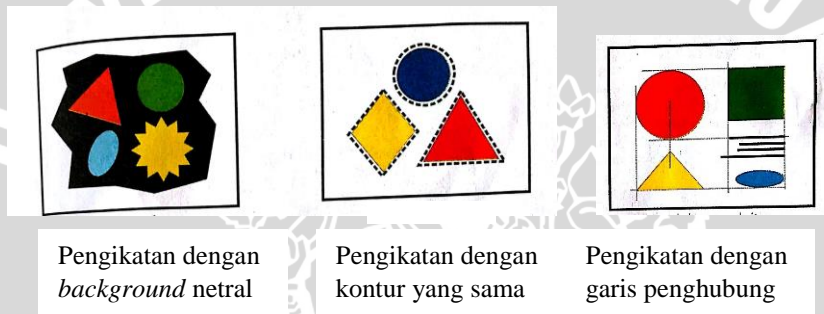 Pengikatan dengan
background netral
Pengikatan dengan
kontur yang sama
Pengikatan dengan
garis penghubung